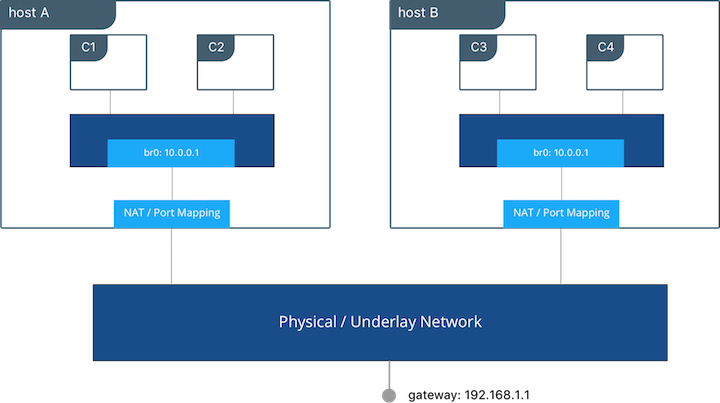 host A
host B
C1
C2
C3
C4
br0: 10.0.0.1
br0: 10.0.0.1
NAT / Port Mapping
NAT / Port Mapping
Physical / Underlay Network
gateway: 192.168.1.1